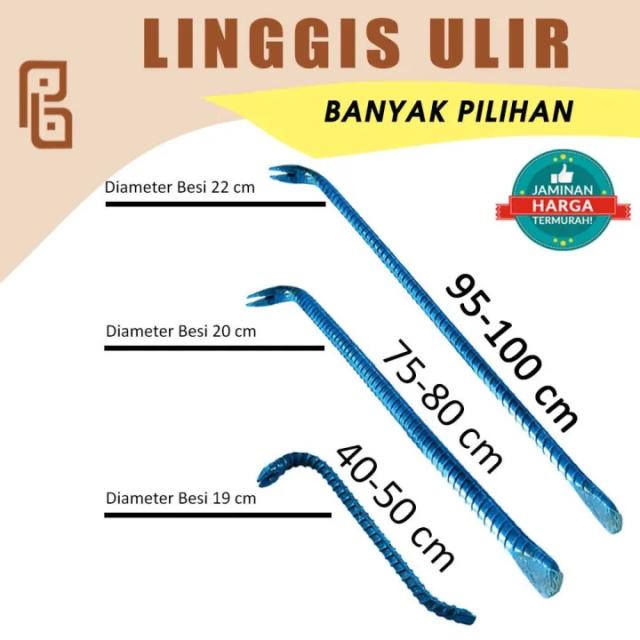 LINGGIS ULIR
BANYAK PILIHAN
Diameter Besi 22 cm
JAMINAN
HARGA
TERMURAH!
95-100 cm
Diameter Besi 20 cm
75-80 cm
40-50 cm
Diameter Besi 19 cm